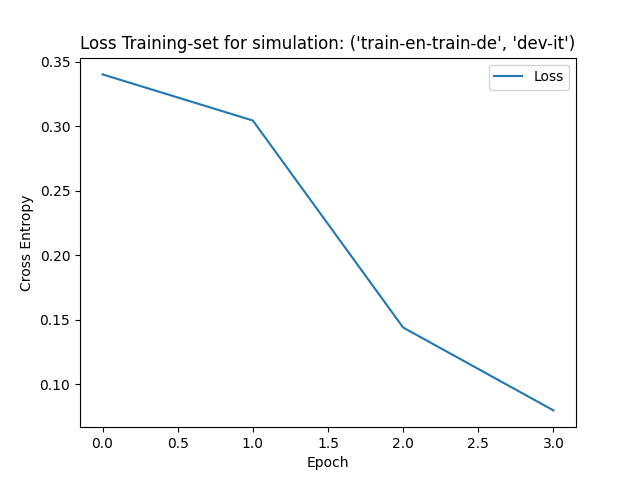 Loss Training-set for simulation: ('train-en-train-de', 'dev-it')
Loss
0.35
0.30
0.25
0.20
0.15
0.10
Cross Entropy
0.0 0.5 1.0 1.5 2.0 2.5 3.0
Epoch